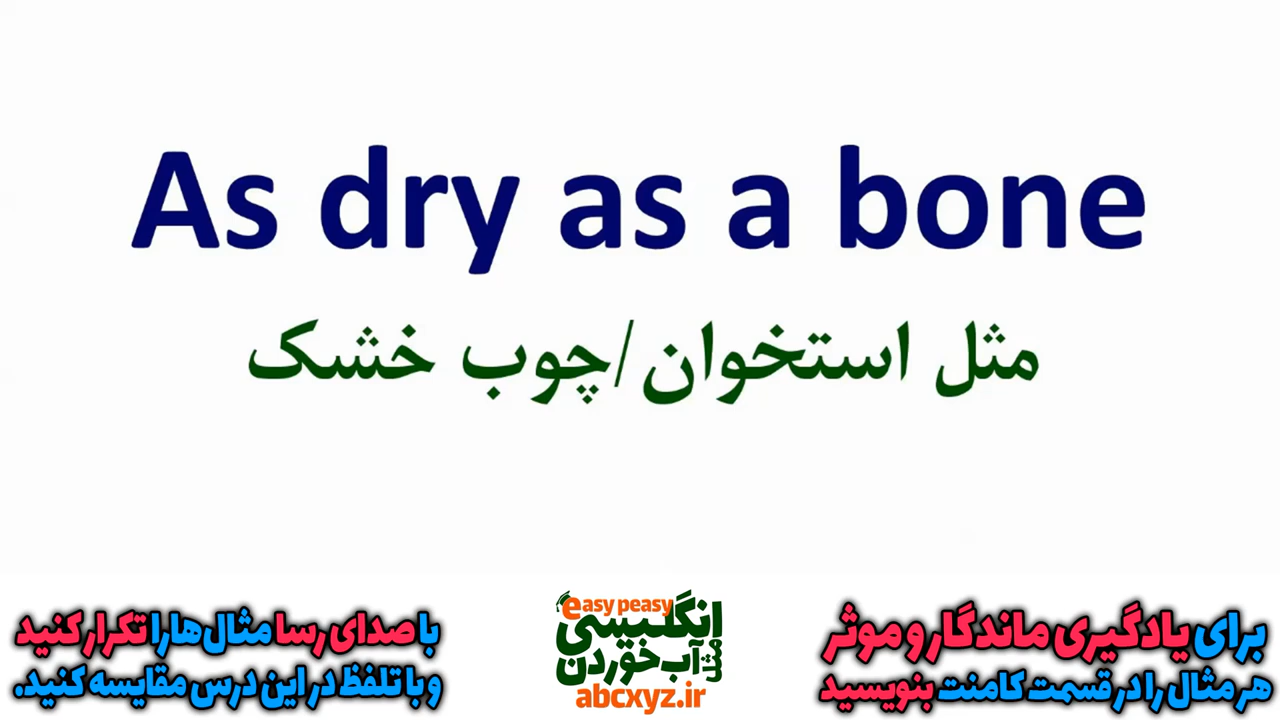 As dry as a bone
مثل استخوان/چوب خشک
برای یادگیری ماندگار و موثر
هر مثال را در قسمت کامنت بنویسید
easy peasy
انگلیسی
مثل آب خوردن
abcxyz.ir
با صدای رسا مثال‌ها را تکرار کنید
و با تلفظ در این درس مقایسه کنید.